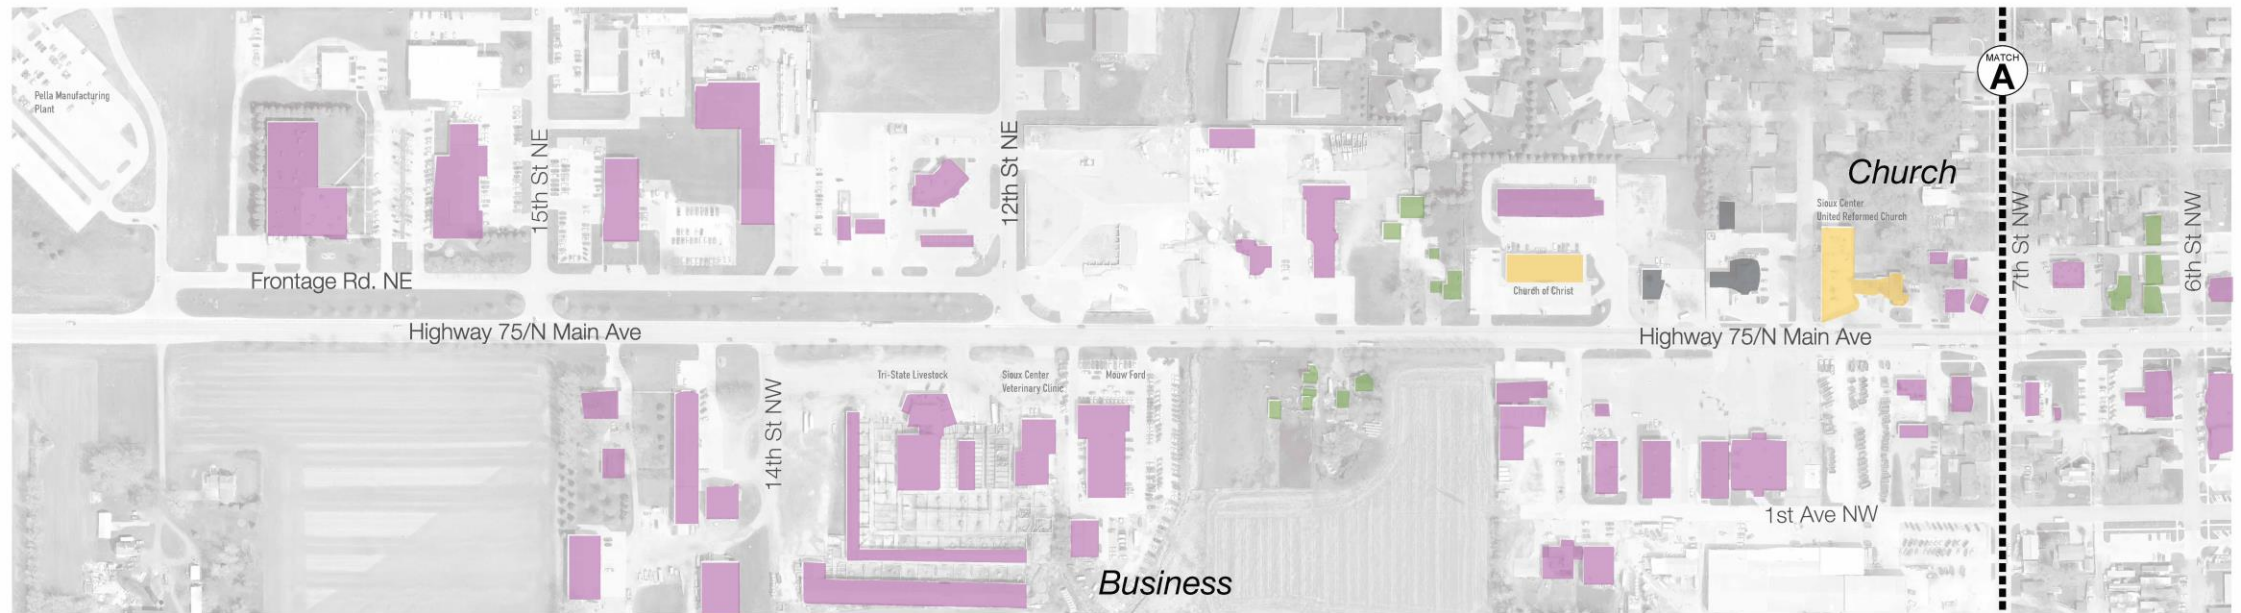 MATCH
A
Pella Manufacturing
Plant
15th St NE
12th St NE
Church
Sioux Center
United Reformed Church
7th St NW
6th St NW
Frontage Rd. NE
Church of Christ
Highway 75/N Main Ave
Highway 75/N Main Ave
14th St NW
Tri-State Livestock
Sioux Center
Veterinary Clinic
Mouw Ford
1st Ave NW
Business